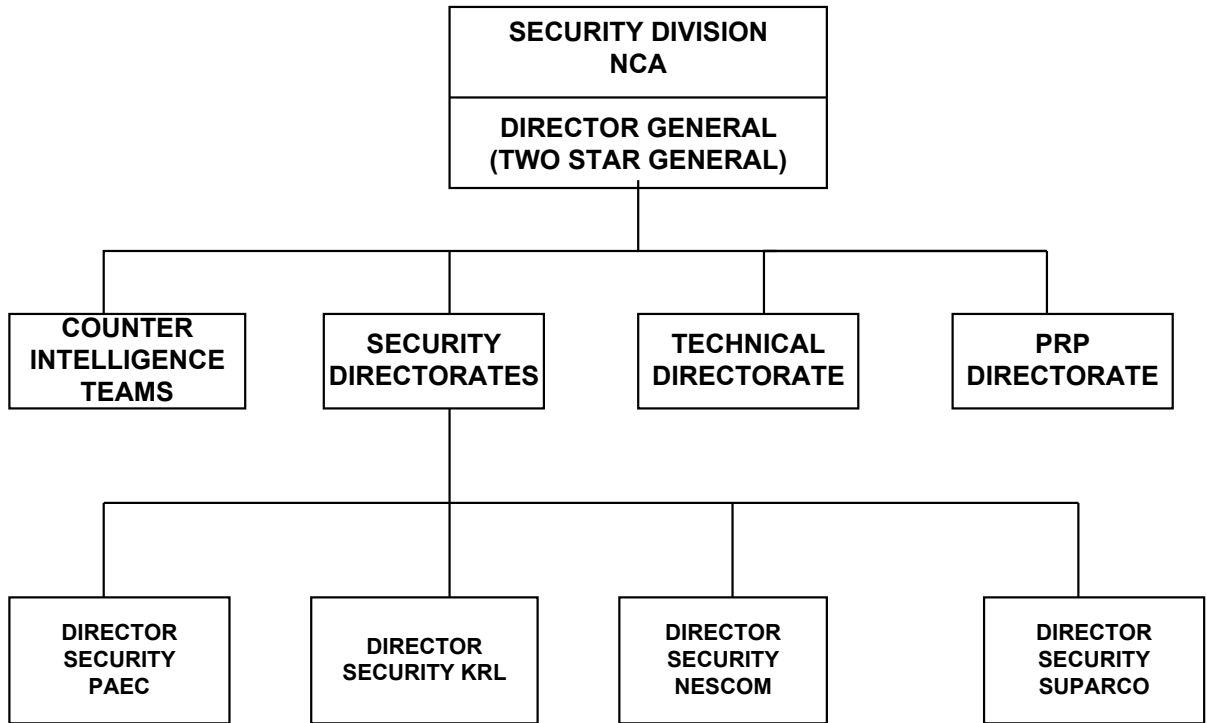 SECURITY DIVISION
NCA
DIRECTOR GENERAL
(TWO STAR GENERAL)
COUNTER
INTELLIGENCE
TEAMS
SECURITY
DIRECTORATES
TECHNICAL
DIRECTORATE
PRP
DIRECTORATE
DIRECTOR
SECURITY
PAEC
DIRECTOR
SECURITY KRL
DIRECTOR
SECURITY
NESCOM
DIRECTOR
SECURITY
SUPARCO